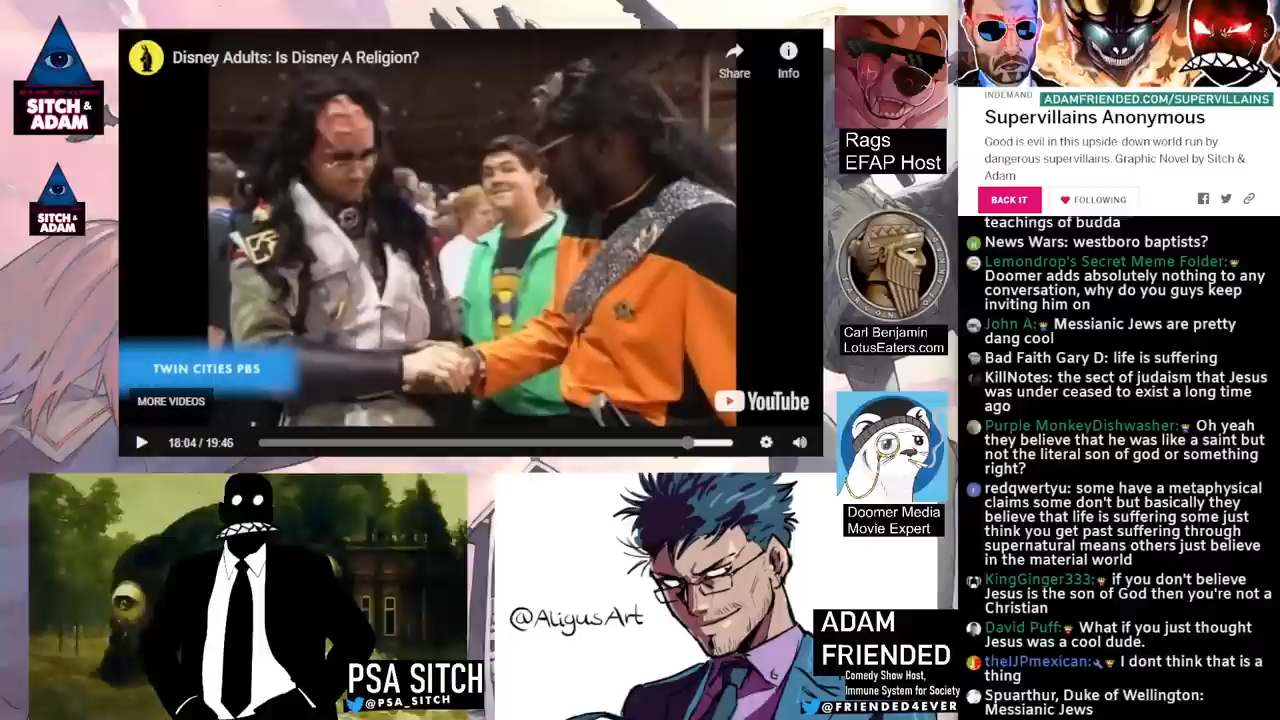 SITCH &
ADAM
SITCH &
ADAM
Disney Adults: Is Disney A Religion?
Share
Info
TWIN CITIES PBS
MORE VIDEOS
YouTube
18:04 / 19:46
Rags
EFAP Host
SARGON OF AKKAD
Carl Benjamin
LotusEaters.com
Doomer Media
Movie Expert
PSA SITCH
@PSA_SITCH
@AligusArt
ADAM
FRIENDED
Comedy Show Host,
Immune System for Society
@FRIENDED4EVER
INDEMAND
ADAMFRIENDED.COM/SUPERVILLAINS
Supervillains Anonymous
Good is evil in this upside-down world run by
dangerous supervillains. Graphic Novel by Sitch &
Adam
BACK IT
FOLLOWING
teachings of budda
News Wars: westboro baptists?
Lemondrop's Secret Meme Folder:
Doomer adds absolutely nothing to any
conversation, why do you guys keep
inviting him on
John A: Messianic Jews are pretty
dang cool
Bad Faith Gary D: life is suffering
KillNotes: the sect of judaism that Jesus
was under ceased to exist a long time
ago
Purple MonkeyDishwasher: Oh yeah
they believe that he was like a saint but
not the literal son of god or something
right?
redqwertyu: some have a metaphysical
claims some don't but basically they
believe that life is suffering some just
think you get past suffering through
supernatural means others just believe
in the material world
KingGinger333: if you don't believe
Jesus is the son of God then you're not a
Christian
David Puff: What if you just thought
Jesus was a cool dude.
theIJPmexican: I dont think that is a
thing
Spuarthur, Duke of Wellington:
Messianic Jews